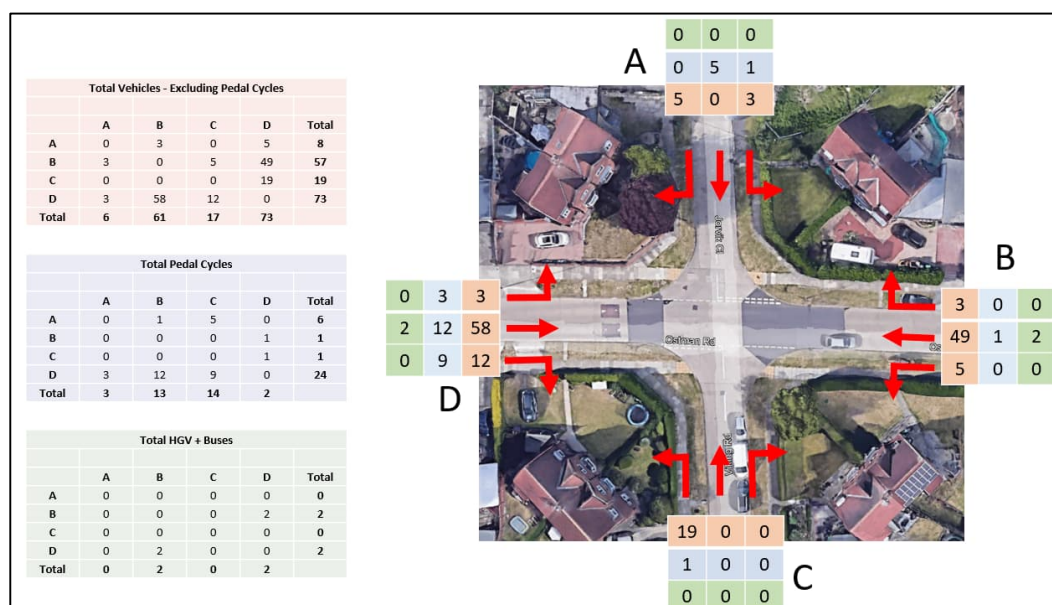 Total Vehicles - Excluding Pedal Cycles
A B C D Total
A 0 3 0 5 8
B 3 0 5 49 57
C 0 0 0 19 19
D 3 58 12 0 73
Total 6 61 17 73
Total Pedal Cycles
A B C D Total
A 0 1 5 0 6
B 0 0 0 1 1
C 0 0 0 1 1
D 3 12 9 0 24
Total 3 13 14 2
Total HGV + Buses
A B C D Total
A 0 0 0 0 0
B 0 0 0 2 2
C 0 0 0 0 0
D 0 2 0 0 2
Total 0 2 0 2
A
0 0 0
0 5 1
5 0 3
B
3 0 0
49 1 2
5 0 0
0 3 3
2 12 58
0 9 12
D
19 0 0
1 0 0
0 0 0
C
Jorvik Cl
Ostman Rd